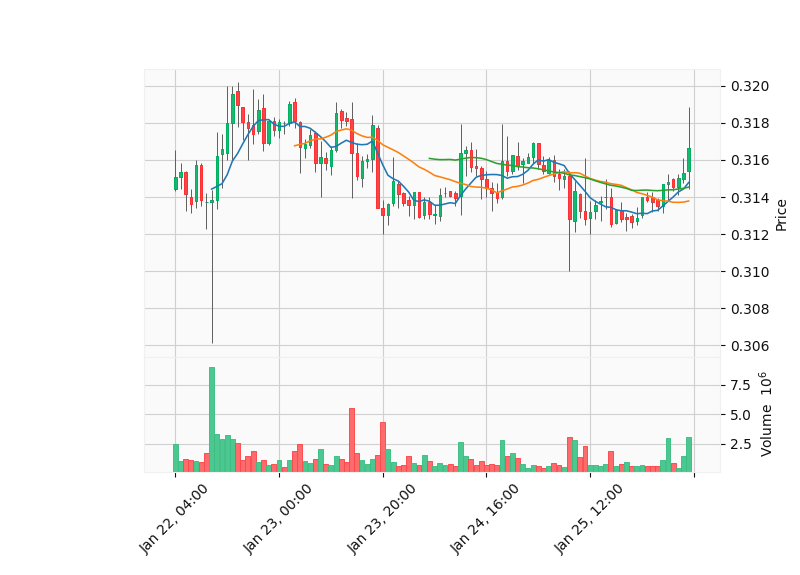 0.320
0.318
0.316
0.314
0.312
0.310
0.308
0.306
Price
7.5
5.0
2.5
Volume 10^6
Jan 22, 04:00
Jan 23, 00:00
Jan 23, 20:00
Jan 24, 16:00
Jan 25, 12:00